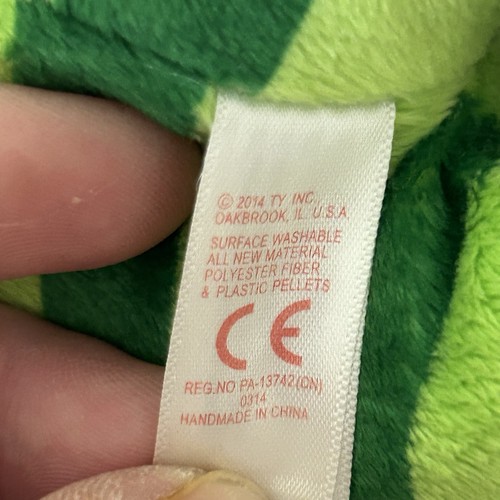 © 2014 TY INC.
OAKBROOK, IL. U.S.A.
SURFACE WASHABLE
ALL NEW MATERIAL
POLYESTER FIBER
& PLASTIC PELLETS
CE
REG.NO PA-13742(CN)
0314
HANDMADE IN CHINA